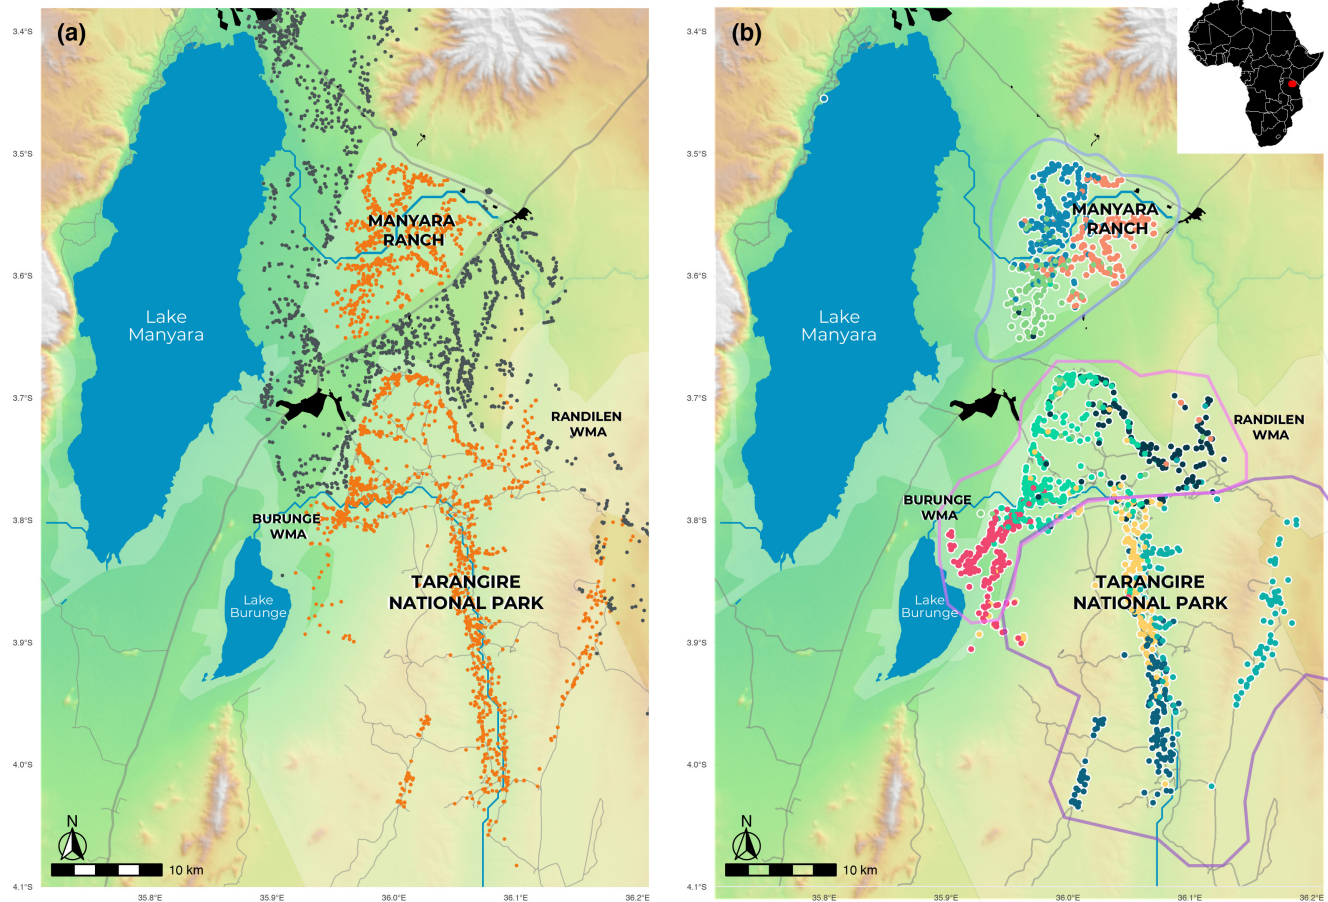 (a)
3.4°S
3.5°S
3.6°S
3.7°S
3.8°S
3.9°S
4.0°S
4.1°S
MANYARA
RANCH
Lake
Manyara
RANDILEN
WMA
BURUNGE
WMA
TARANGIRE
NATIONAL PARK
Lake
Burunge
N
10 km
35.8°E
35.9°E
36.0°E
36.1°E
36.2°E
(b)
3.4°S
3.5°S
3.6°S
3.7°S
3.8°S
3.9°S
4.0°S
4.1°S
MANYARA
RANCH
Lake
Manyara
RANDILEN
WMA
BURUNGE
WMA
TARANGIRE
NATIONAL PARK
Lake
Burunge
N
10 km
35.8°E
35.9°E
36.0°E
36.1°E
36.2°E